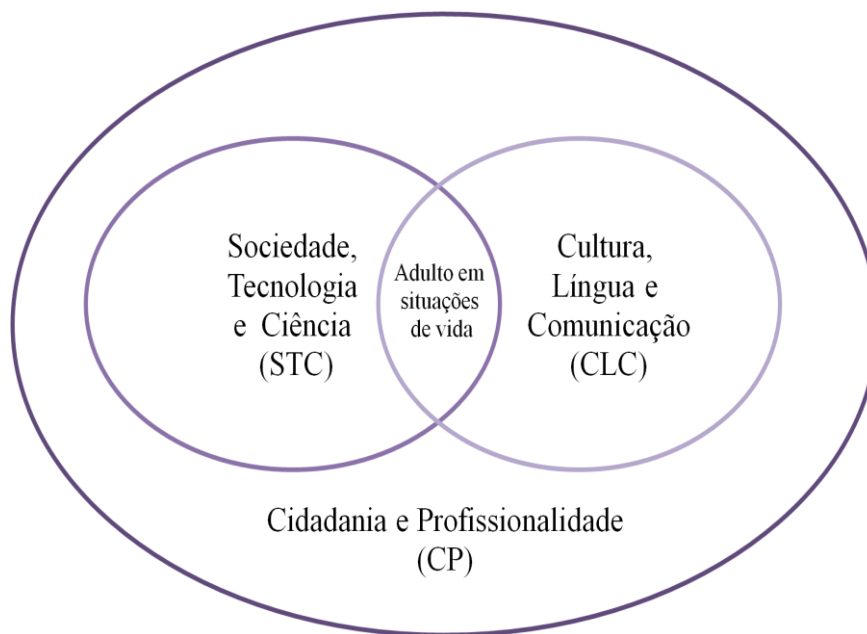 Sociedade,
Tecnologia
e Ciência
(STC)
Adulto em
situações
de vida
Cultura,
Língua e
Comunicação
(CLC)
Cidadania e Profissionalidade
(CP)